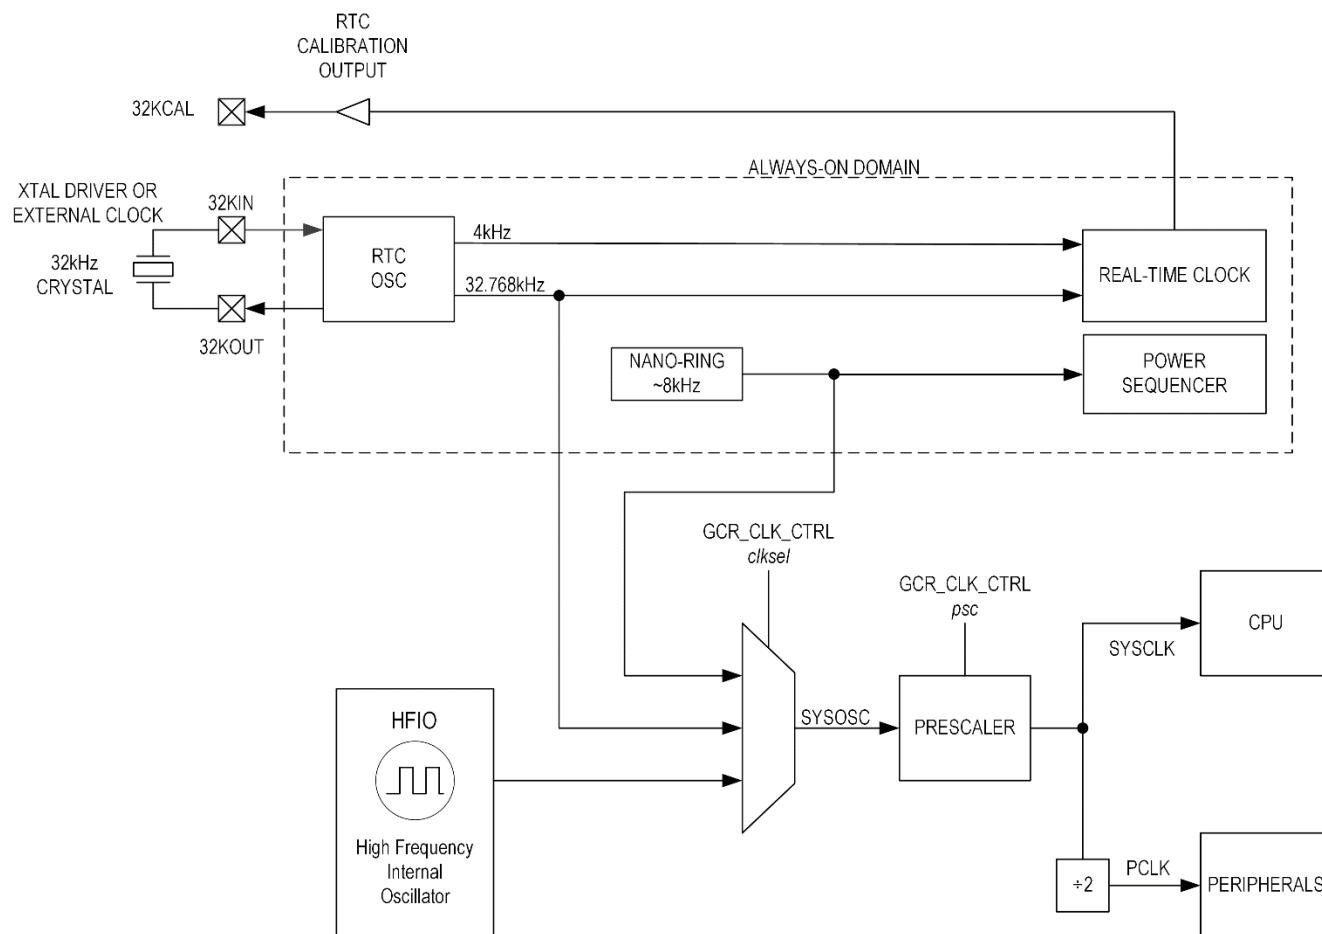 RTC
CALIBRATION
OUTPUT
32KCAL
ALWAYS-ON DOMAIN
XTAL DRIVER OR
EXTERNAL CLOCK
32KIN
32kHz
CRYSTAL
32KOUT
RTC
OSC
4kHz
32.768kHz
REAL-TIME CLOCK
NANO-RING
~8kHz
POWER
SEQUENCER
GCR_CLK_CTRL
clksel
GCR_CLK_CTRL
psc
CPU
SYSCLK
HFIO
SYSOSC
PRESCALER
High Frequency
Internal
Oscillator
÷2
PCLK
PERIPHERALS